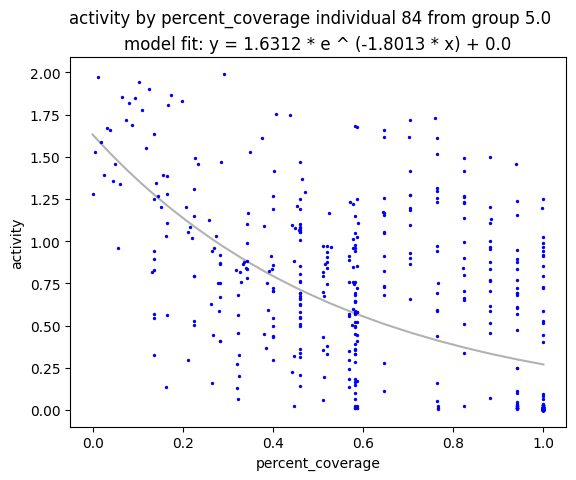 activity by percent_coverage individual 84 from group 5.0
model fit: y = 1.6312 * e ^ (-1.8013 * x) + 0.0
2.00
1.75
1.50
1.25
1.00
0.75
0.50
0.25
0.00
activity
0.0 0.2 0.4 0.6 0.8 1.0
percent_coverage